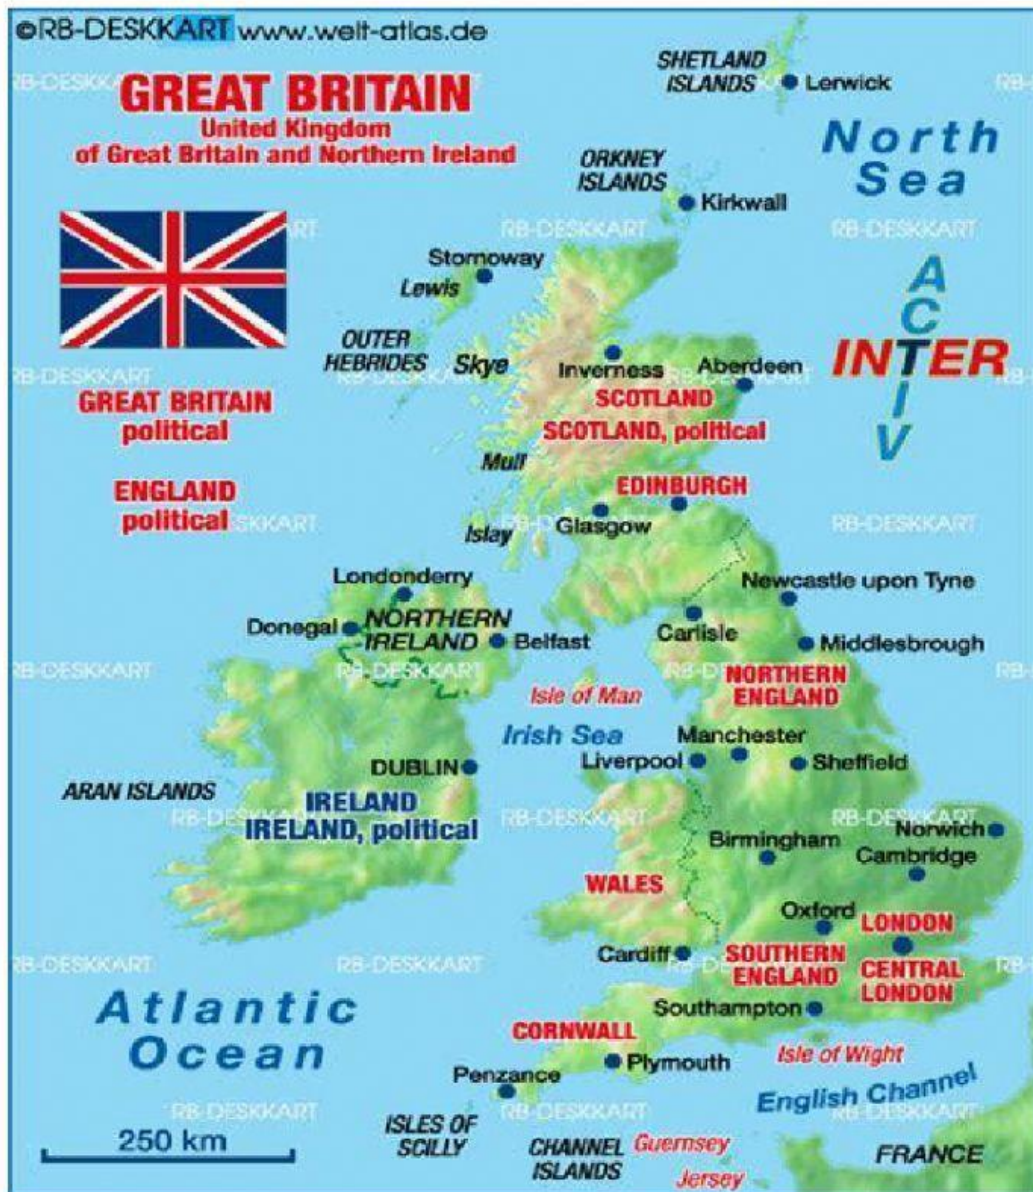 ©RB-DESKKART www.welt-atlas.de
GREAT BRITAIN
United Kingdom
of Great Britain and Northern Ireland
SHETLAND
ISLANDS
Lerwick
North
Sea
ORKNEY
ISLANDS
Kirkwall
Stornoway
Lewis
OUTER
HEBRIDES
Skye
Inverness
Aberdeen
SCOTLAND
SCOTLAND, political
INTER
ACTIV
GREAT BRITAIN
political
ENGLAND
political
Mull
EDINBURGH
Glasgow
Islay
Londonderry
Donegal
NORTHERN
IRELAND
Belfast
Newcastle upon Tyne
Carlisle
Middlesbrough
NORTHERN
ENGLAND
Isle of Man
Irish Sea
Manchester
Liverpool
Sheffield
DUBLIN
ARAN ISLANDS
IRELAND
IRELAND, political
Birmingham
Norwich
Cambridge
WALES
Oxford
LONDON
Cardiff
SOUTHERN
ENGLAND
CENTRAL
LONDON
Southampton
Atlantic
Ocean
CORNWALL
Plymouth
Isle of Wight
Penzance
English Channel
ISLES OF
SCILLY
CHANNEL
ISLANDS
Guernsey
Jersey
FRANCE
250 km
RB-DESKKART